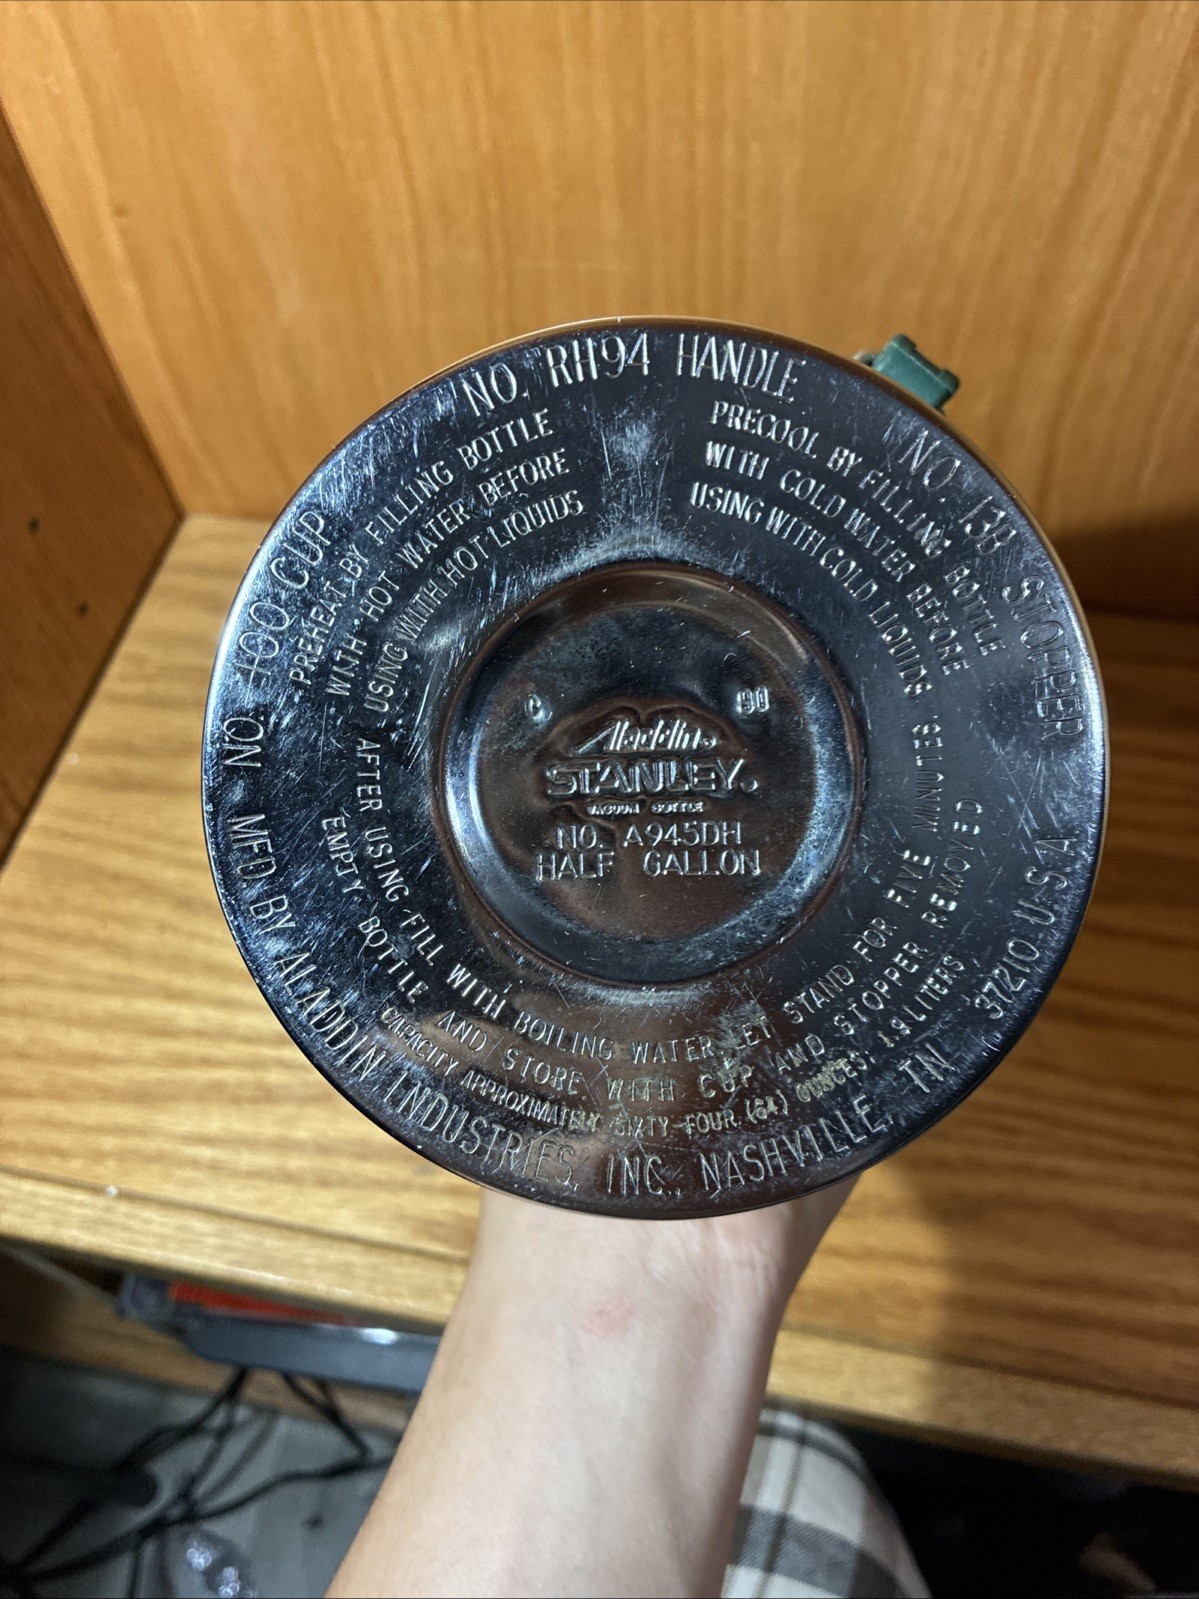 NO. RH94 HANDLE
NO. 13B STOPPER
NO. 100 CUP
PREHEAT BY FILLING BOTTLE
WITH HOT WATER BEFORE
USING WITH HOT LIQUIDS
PRECOOL BY FILLING BOTTLE
WITH COLD WATER BEFORE
USING WITH COLD LIQUIDS
C
90
Aladdin
STANLEY
VACUUM BOTTLE
NO. A945DH
HALF GALLON
AFTER USING FILL WITH BOILING WATER LET STAND FOR FIVE MINUTES
EMPTY BOTTLE AND STORE WITH CUP AND STOPPER REMOVED
CAPACITY APPROXIMATELY SIXTY-FOUR (64) OUNCES, 1.9 LITERS
MFD. BY ALADDIN INDUSTRIES, INC., NASHVILLE, TN. 37210 U.S.A